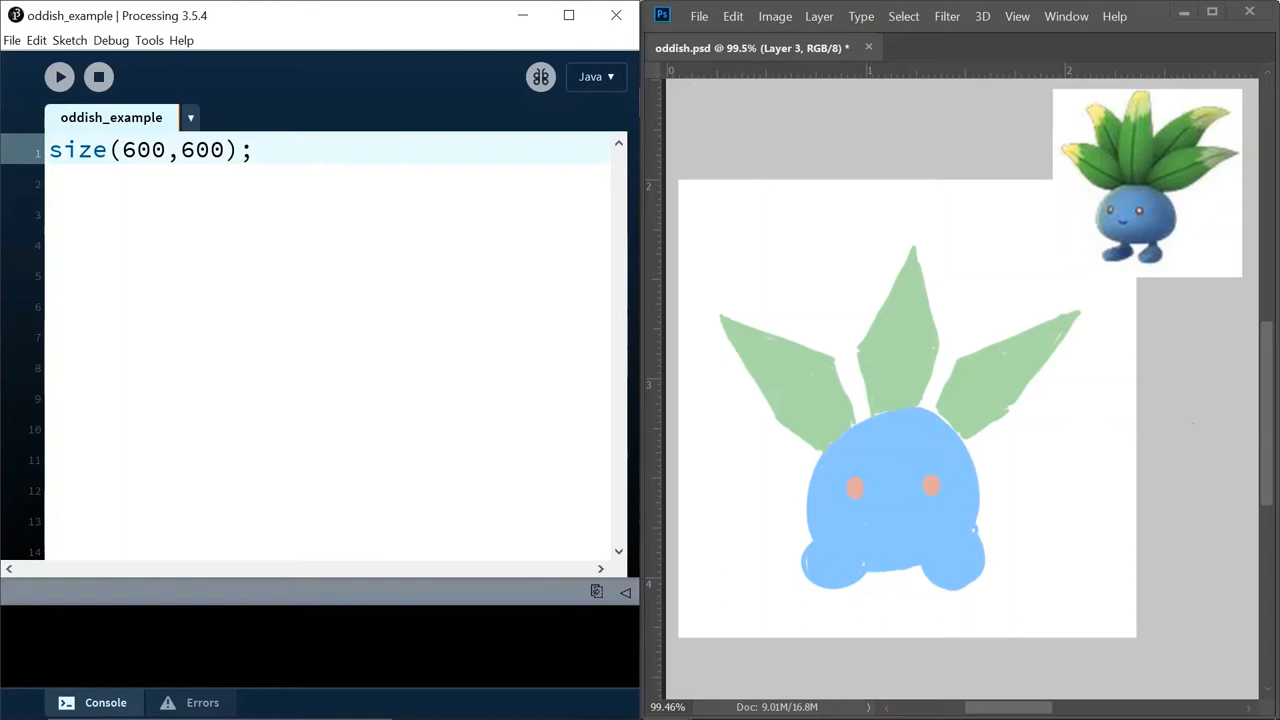 oddish_example | Processing 3.5.4
File Edit Sketch Debug Tools Help
Java ▾
oddish_example ▾
1 size(600,600);
2
3
4
5
6
7
8
9
10
11
12
13
14
Console Errors
Ps File Edit Image Layer Type Select Filter 3D View Window Help
oddish.psd @ 99.5% (Layer 3, RGB/8) *
0 1 2
2
3
4
99.46% Doc: 9.01M/16.8M